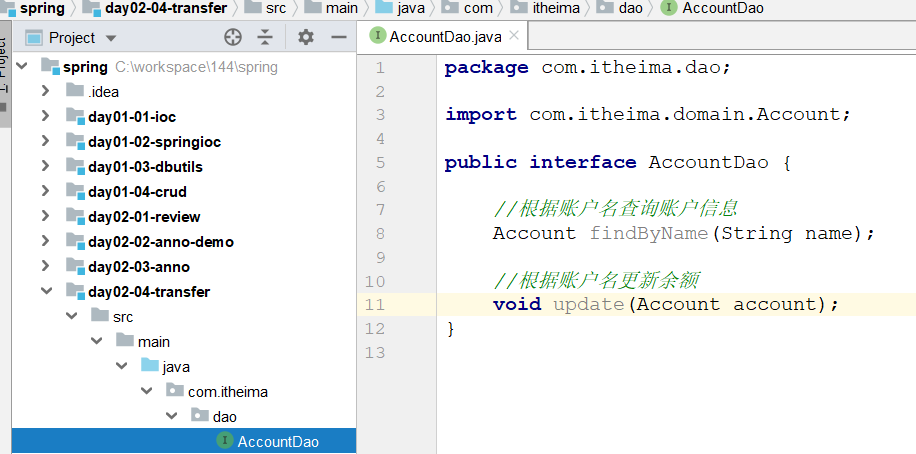 spring day02-04-transfer src main java com itheima dao AccountDao
Project
AccountDao.java
Project
spring C:\workspace\144\spring
.idea
day01-01-ioc
day01-02-springioc
day01-03-dbutils
day01-04-crud
day02-01-review
day02-02-anno-demo
day02-03-anno
day02-04-transfer
src
main
java
com.itheima
dao
AccountDao
1 package com.itheima.dao;
2
3 import com.itheima.domain.Account;
4
5 public interface AccountDao {
6
7 //根据账户名查询账户信息
8 Account findByName(String name);
9
10 //根据账户名更新余额
11 void update(Account account);
12 }
13